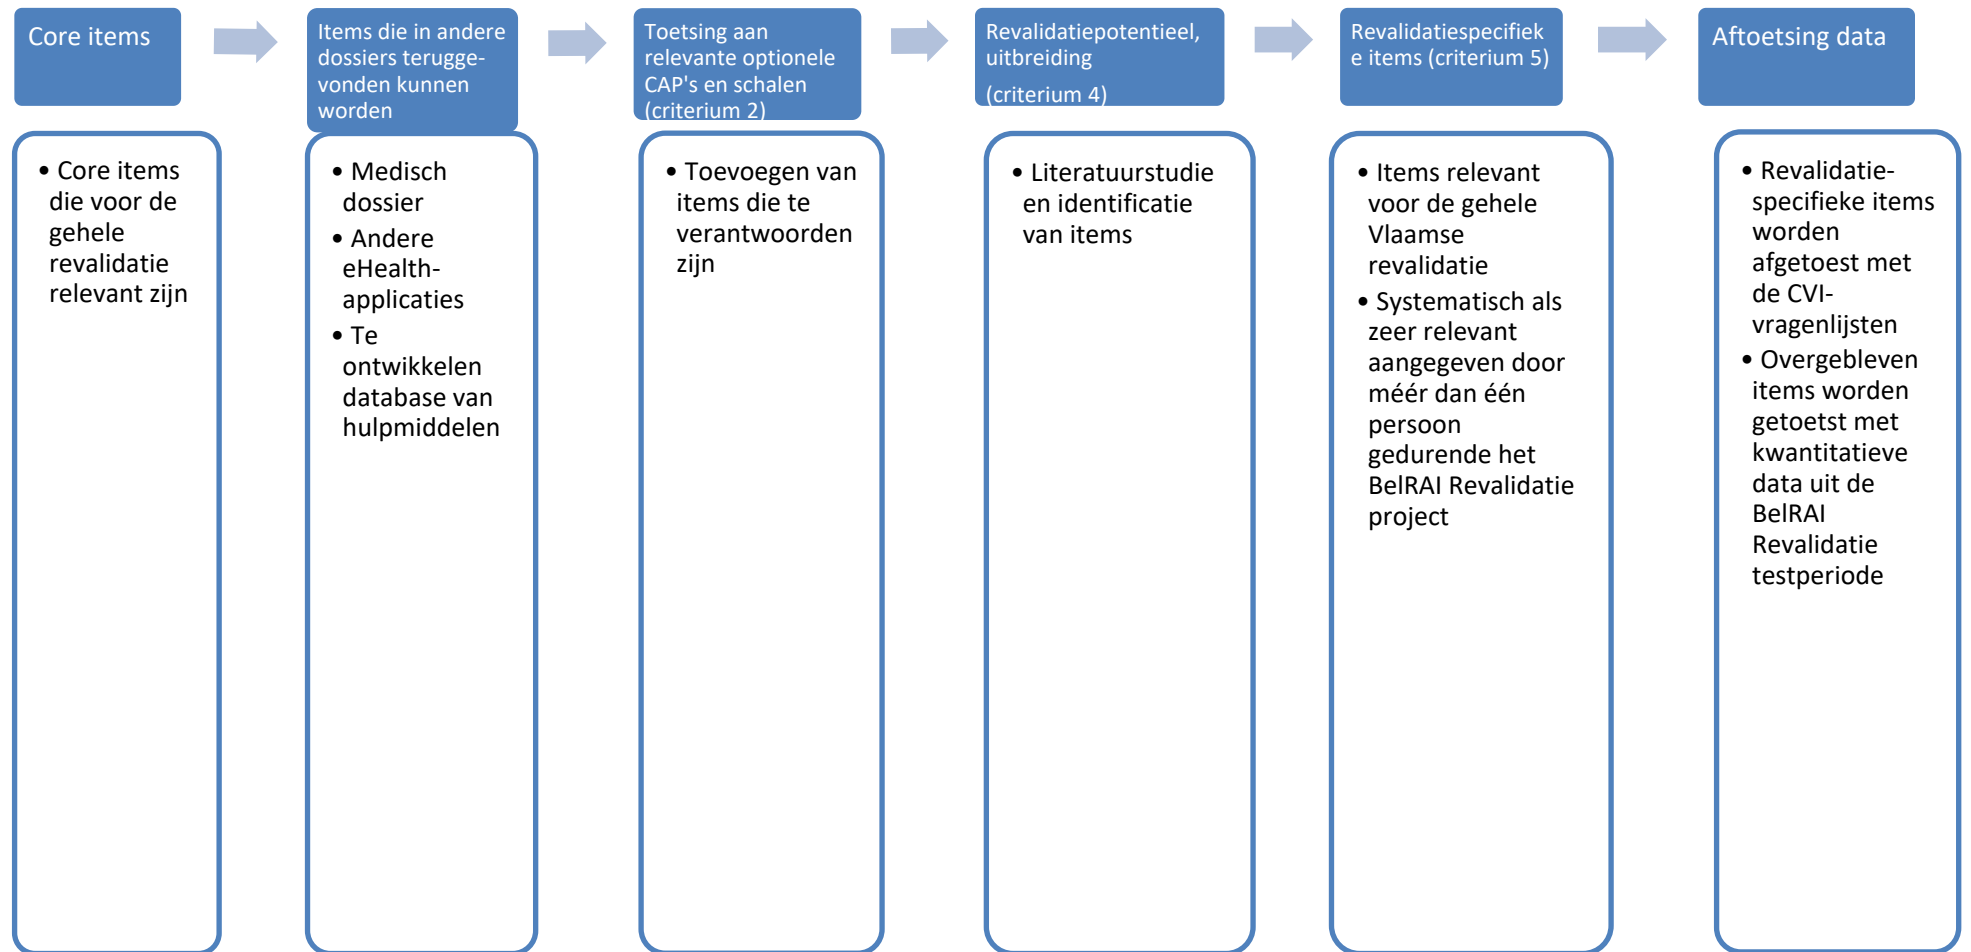 Core items
Items die in andere
dossiers terugge-
vonden kunnen
worden
Toetsing aan
relevante optionele
CAP's en schalen
(criterium 2)
Revalidatiepotentieel,
uitbreiding
(criterium 4)
Revalidatiespecifiek
e items (criterium 5)
Aftoetsing data
• Core items
die voor de
gehele
revalidatie
relevant zijn
• Medisch
dossier
• Andere
eHealth-
applicaties
• Te
ontwikkelen
database van
hulpmiddelen
• Toevoegen van
items die te
verantwoorden
zijn
• Literatuurstudie
en identificatie
van items
• Items relevant
voor de gehele
Vlaamse
revalidatie
• Systematisch als
zeer relevant
aangegeven door
méér dan één
persoon
gedurende het
BelRAI Revalidatie
project
• Revalidatie-
specifieke items
worden
afgetoest met
de CVI-
vragenlijsten
• Overgebleven
items worden
getoetst met
kwantitatieve
data uit de
BelRAI
Revalidatie
testperiode